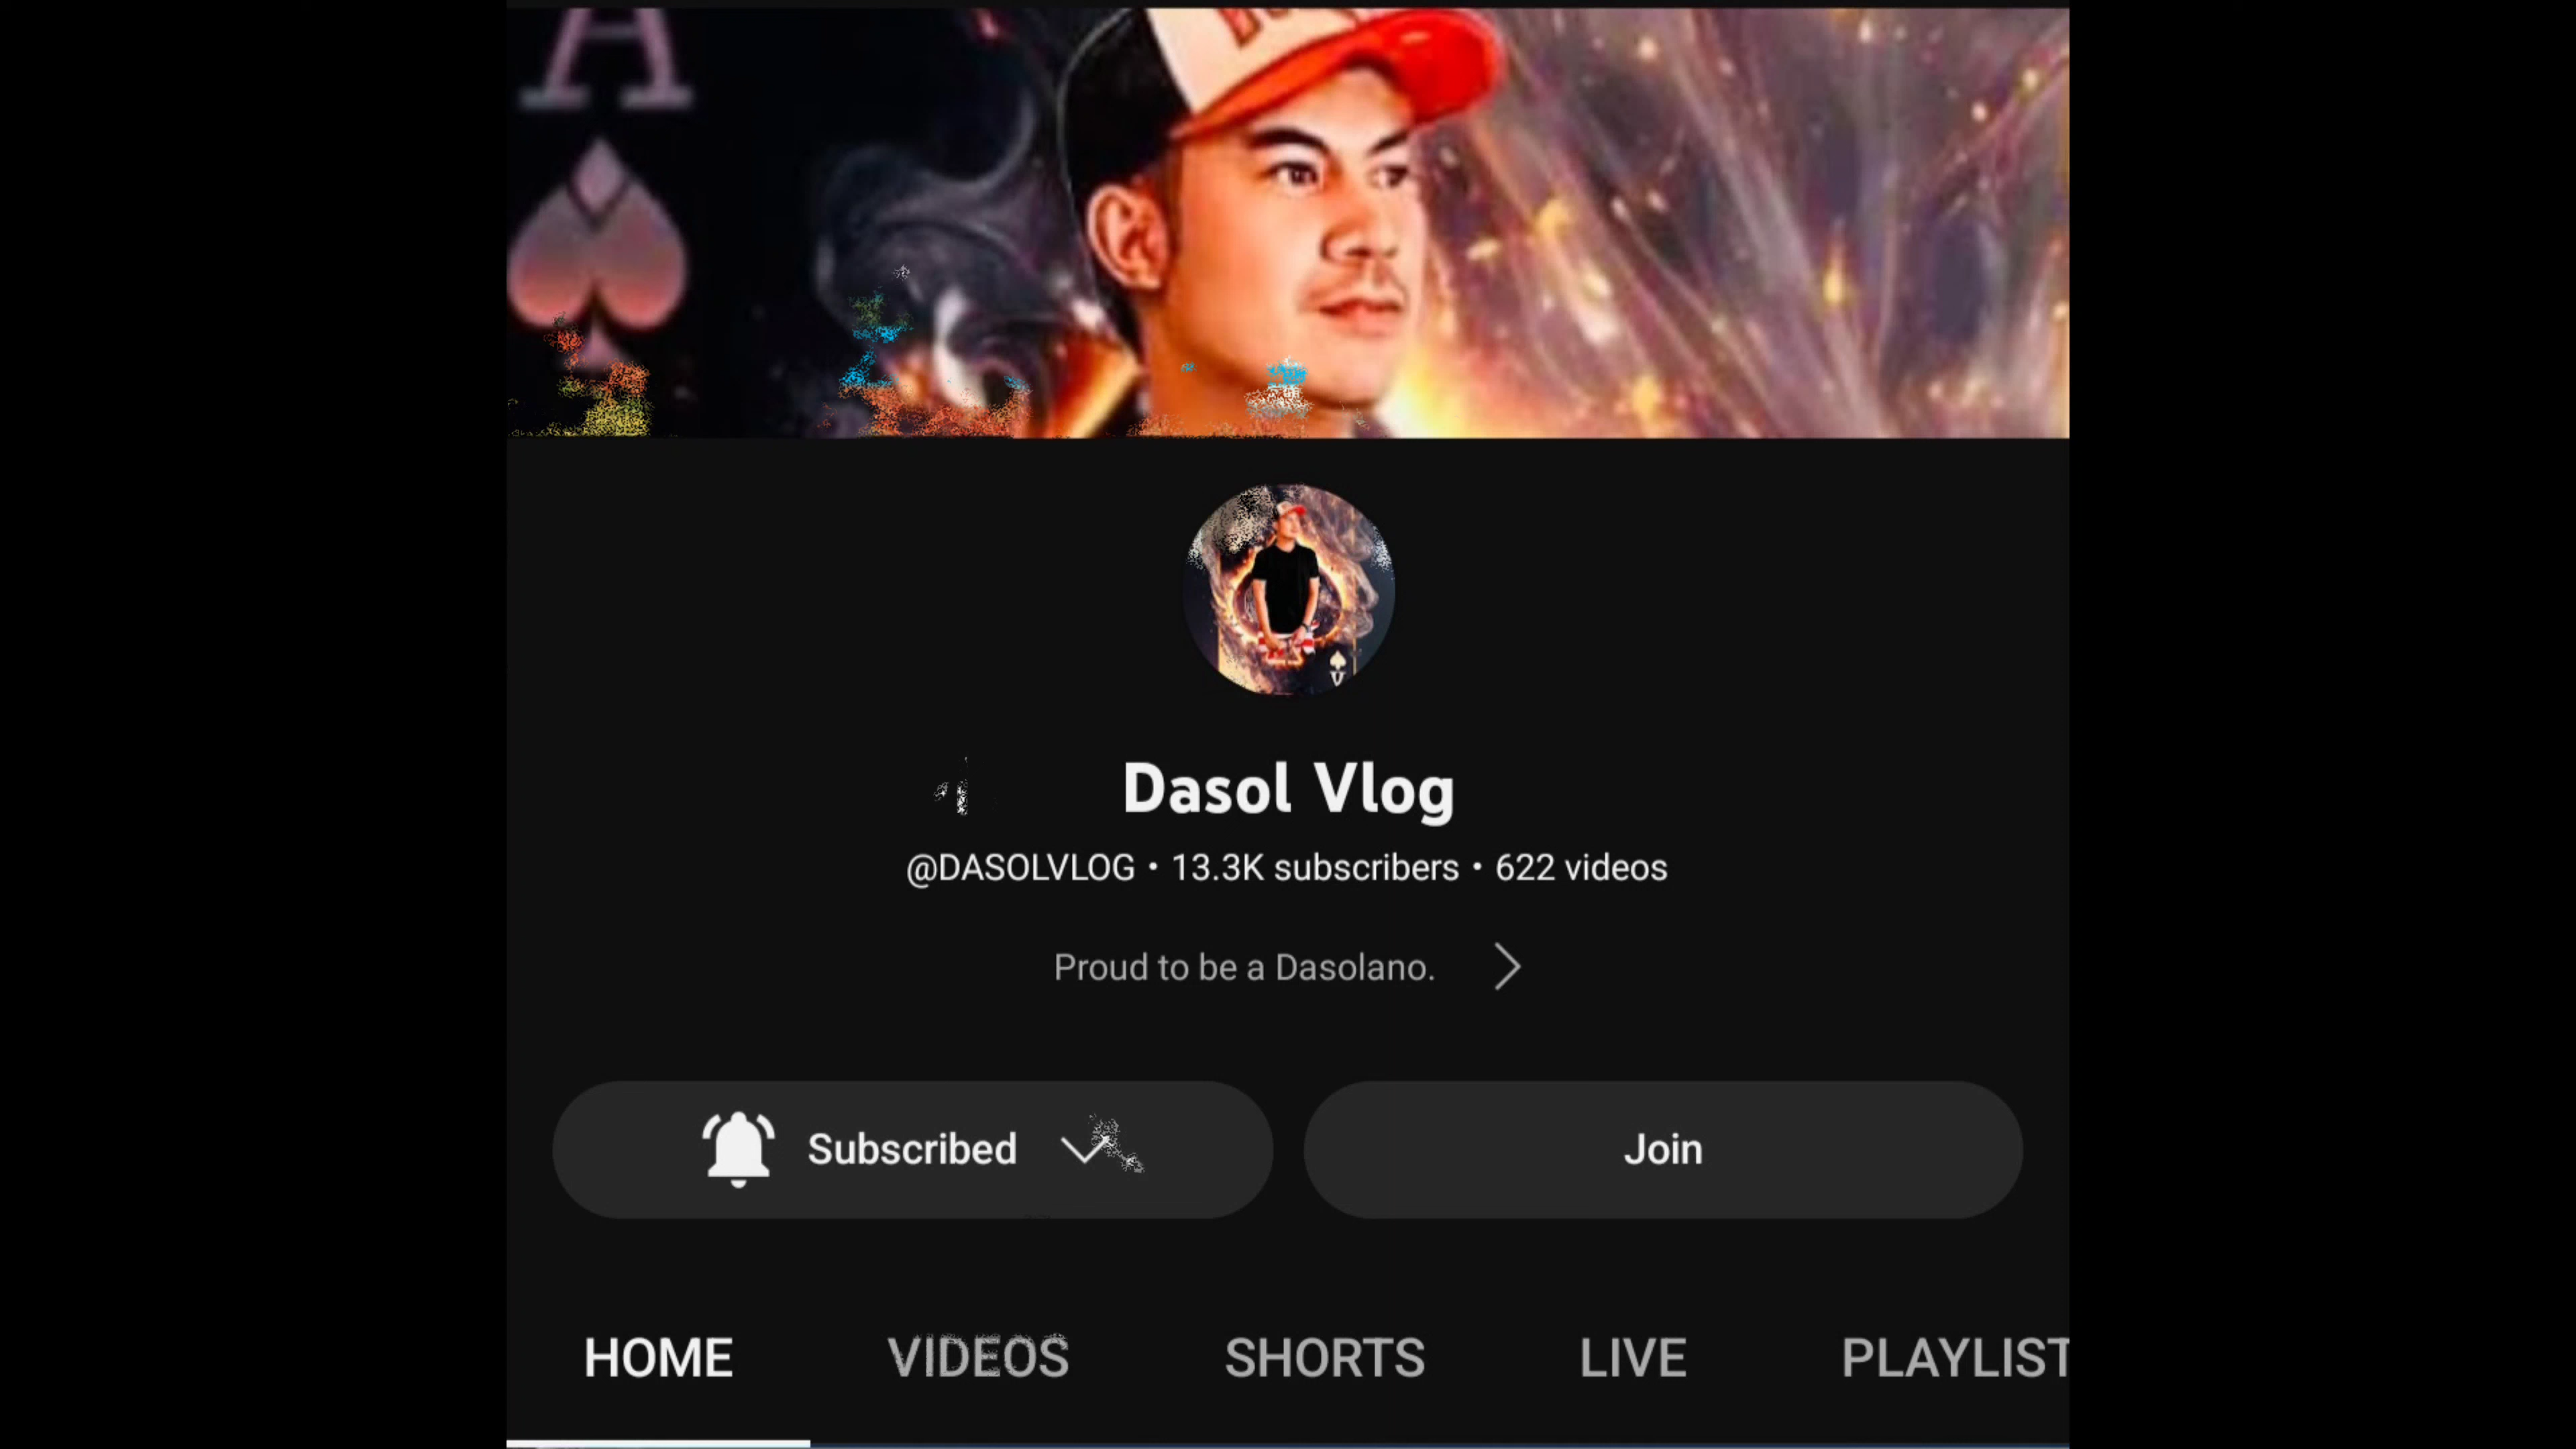 A
Dasol Vlog
@DASOLVLOG • 13.3K subscribers • 622 videos
Proud to be a Dasolano.
Subscribed
Join
HOME VIDEOS SHORTS LIVE PLAYLIST